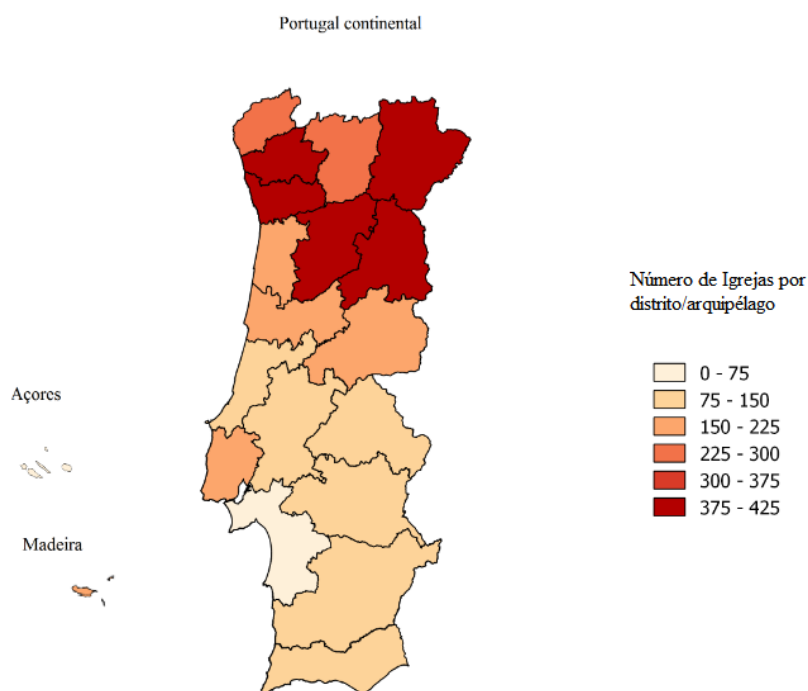 Portugal continental
Número de Igrejas por
distrito/arquipélago
0 - 75
75 - 150
150 - 225
225 - 300
300 - 375
375 - 425
Açores
Madeira